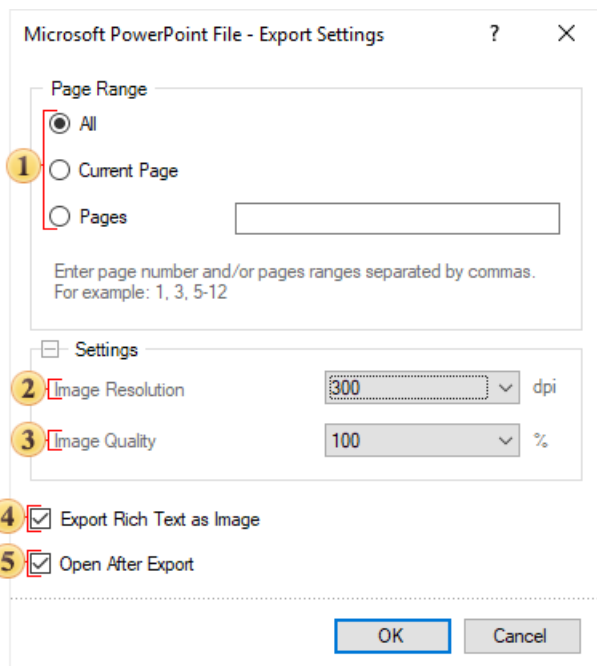 Microsoft PowerPoint File - Export Settings ?
Page Range
All
1
Current Page
Pages
Enter page number and/or pages ranges separated by commas.
For example: 1, 3, 5-12
Settings
2 Image Resolution 300 dpi
3 Image Quality 100 %
4 Export Rich Text as Image
5 Open After Export
OK Cancel